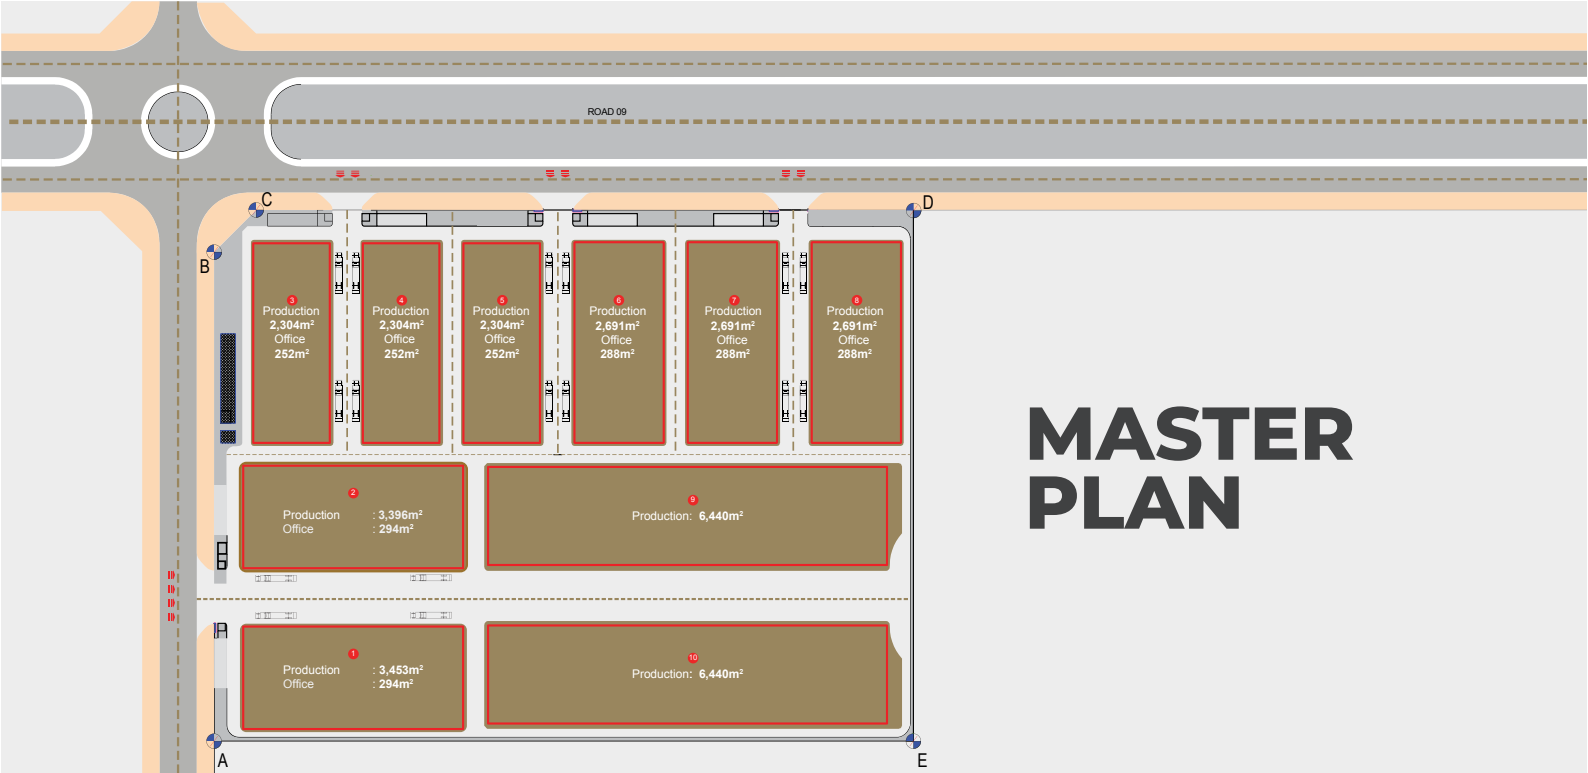 ROAD 09
C
D
B
3
Production
2,304m²
Office
252m²
4
Production
2,304m²
Office
252m²
5
Production
2,304m²
Office
252m²
6
Production
2,691m²
Office
288m²
7
Production
2,691m²
Office
288m²
8
Production
2,691m²
Office
288m²
MASTER
PLAN
2
Production : 3,396m²
Office : 294m²
9
Production: 6,440m²
1
Production : 3,453m²
Office : 294m²
10
Production: 6,440m²
A
E